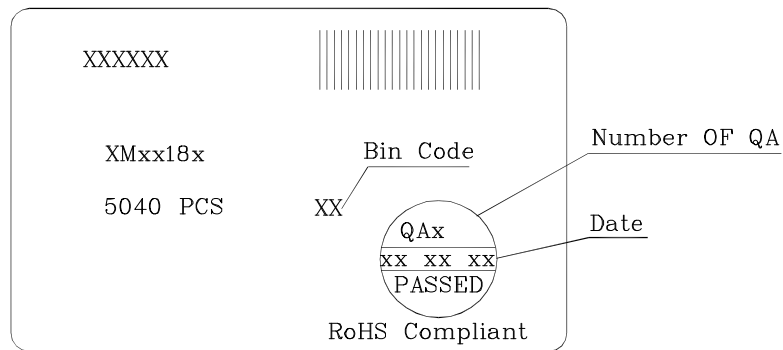 XXXXXX
XMxx18x
Bin Code
Number OF QA
5040 PCS
XX
QAx
Date
xx xx xx
PASSED
RoHS Compliant